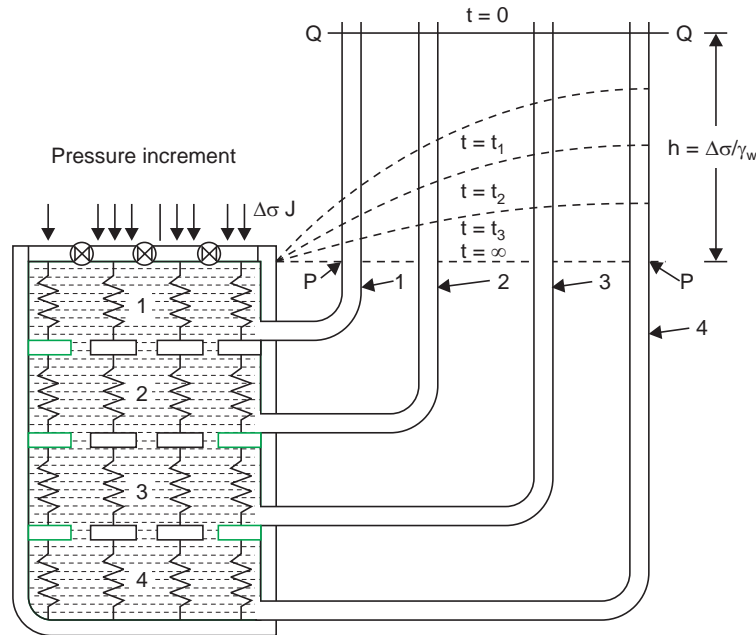 t = 0
Q Q
t = t₁
h = Δσ/γw
Pressure increment
t = t₂
Δσ J
t = t₃
t = ∞
P 1 2 3 P
1
4
2
3
4